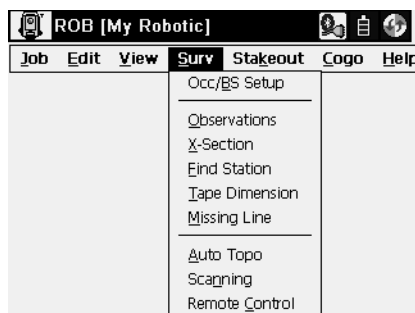 ROB [My Robotic]
Job Edit View Surv Stakeout Cogo Help
Occ/BS Setup
Observations
X-Section
Find Station
Tape Dimension
Missing Line
Auto Topo
Scanning
Remote Control